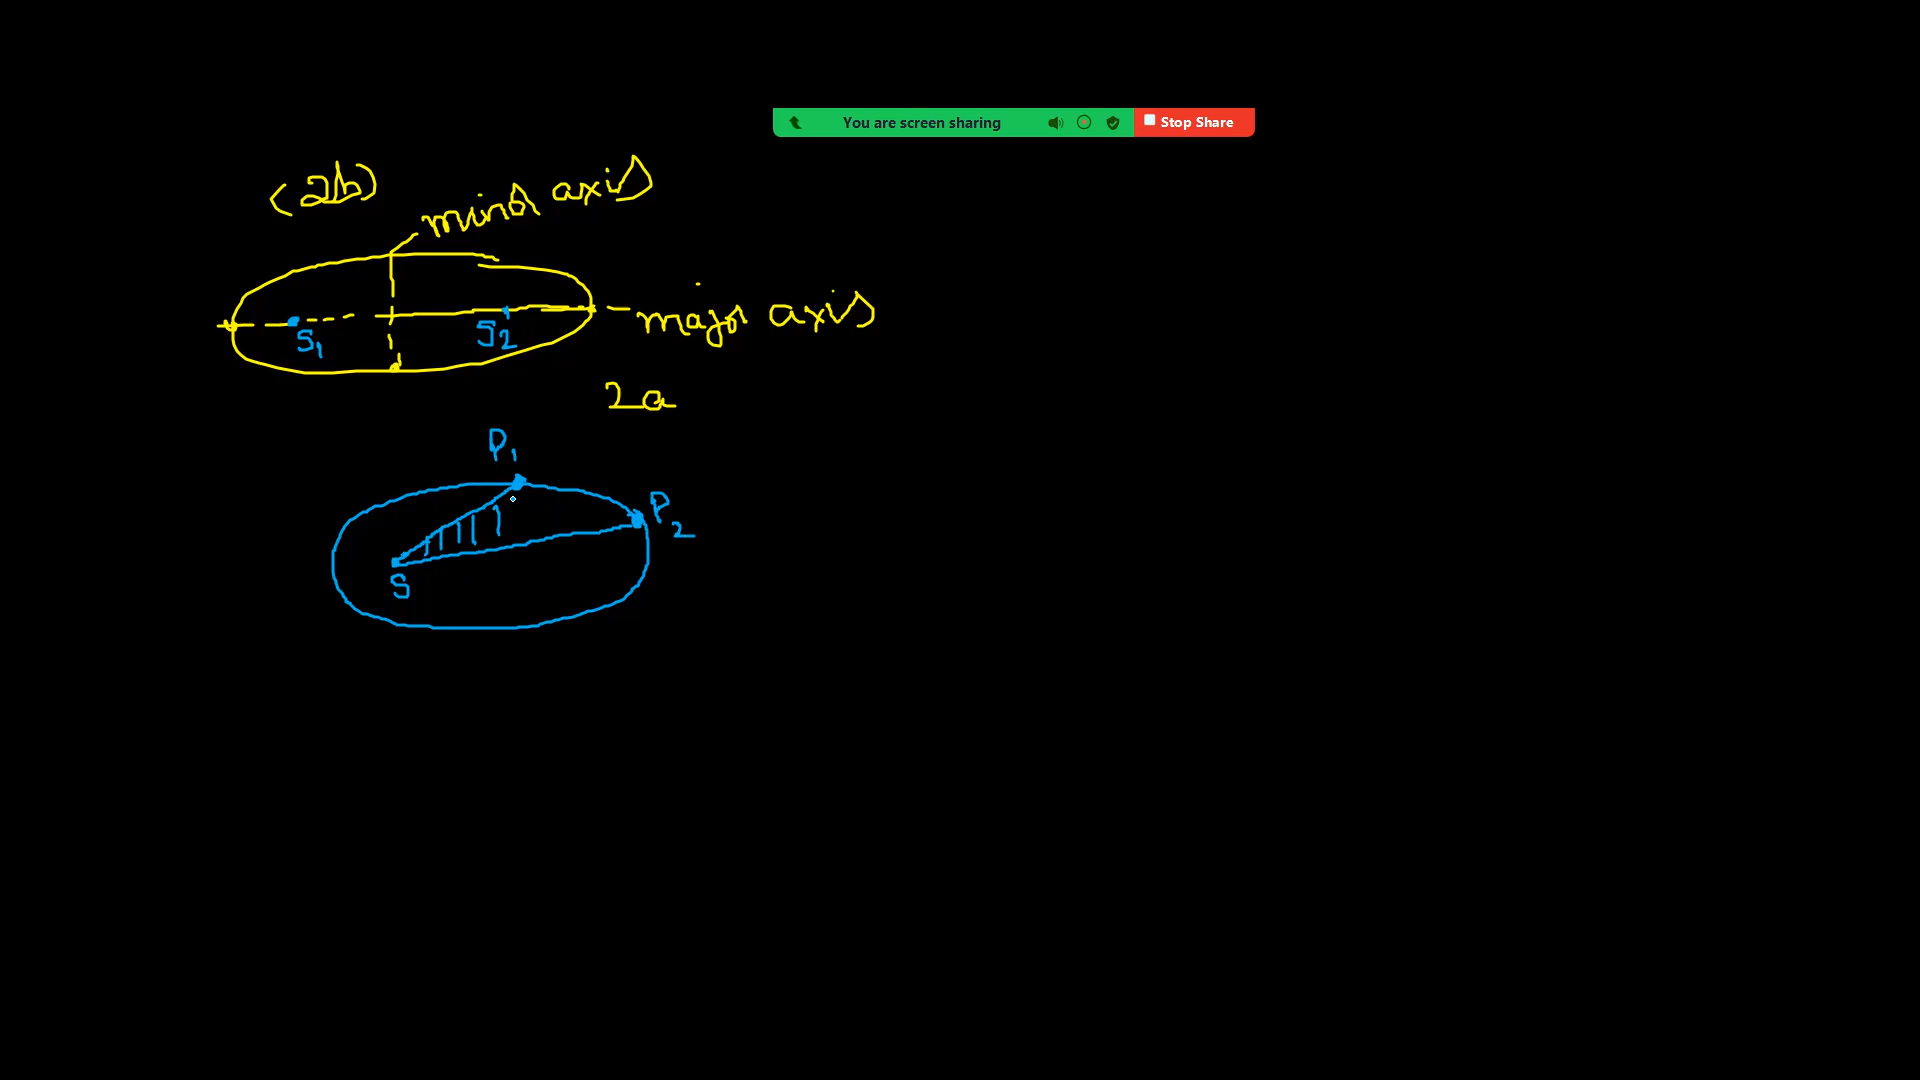 You are screen sharing
Stop Share
(2b)
minor axis
S1
S2
major axis
2a
P1
P2
S